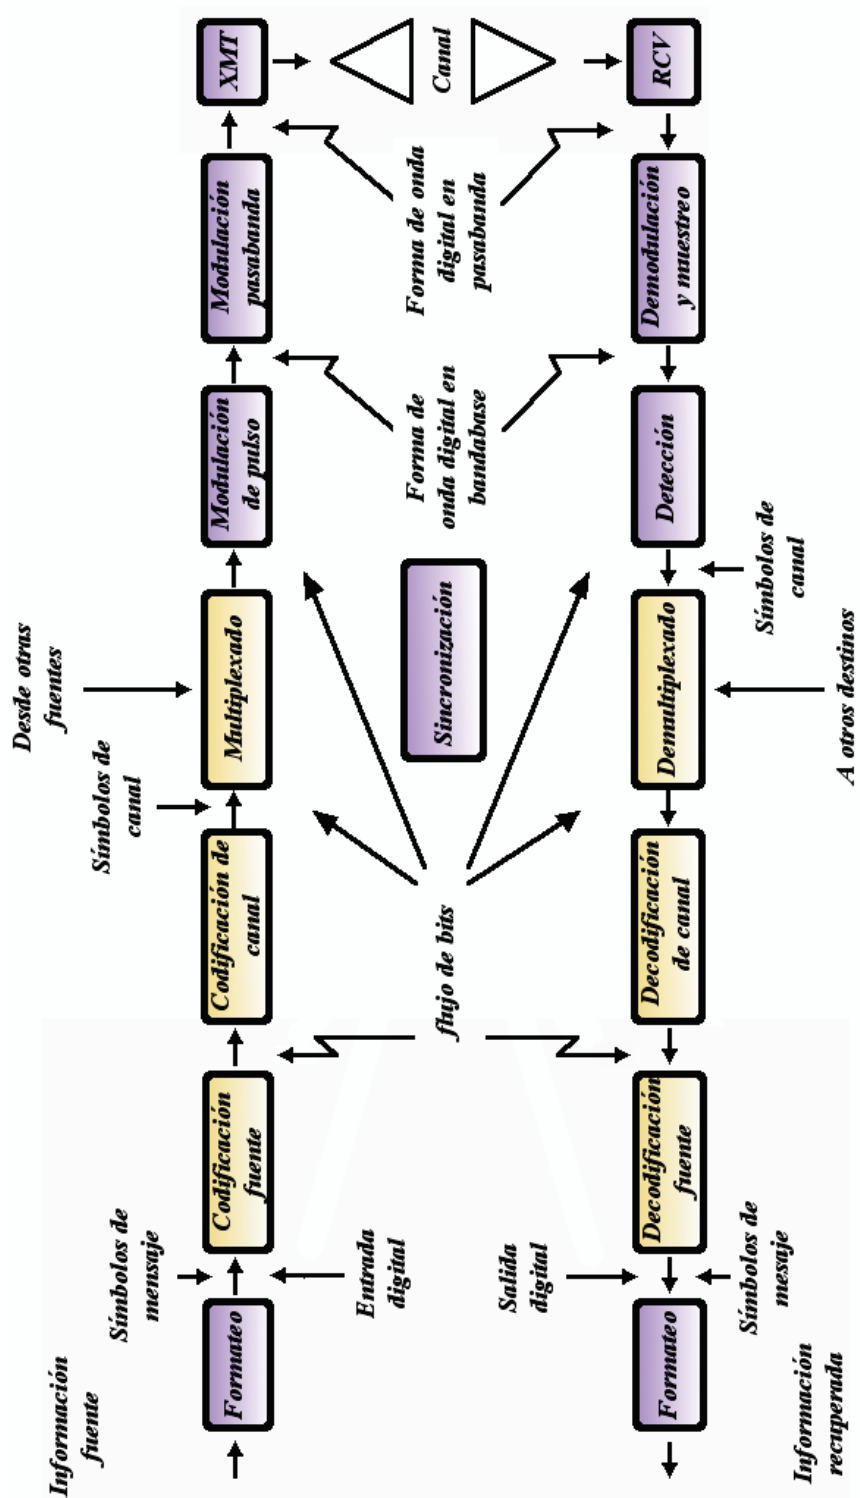 Información
fuente
Símbolos de
mensaje
Símbolos de
canal
Desde otras
fuentes
Formateo
Codificación
fuente
Codificación de
canal
Multiplexado
Modulación
de pulso
Modulación
pasabanda
XMT
Entrada
digital
flujo de bits
Sincronización
Forma de
onda digital en
bandabase
Forma de onda
digital en
pasabanda
Canal
Salida
digital
Formateo
Decodificación
fuente
Decodificación
de canal
Demultiplexado
Detección
Demodulación
y muestreo
RCV
Información
recuperada
Símbolos de
mesaje
A otros destinos
Símbolos de
canal